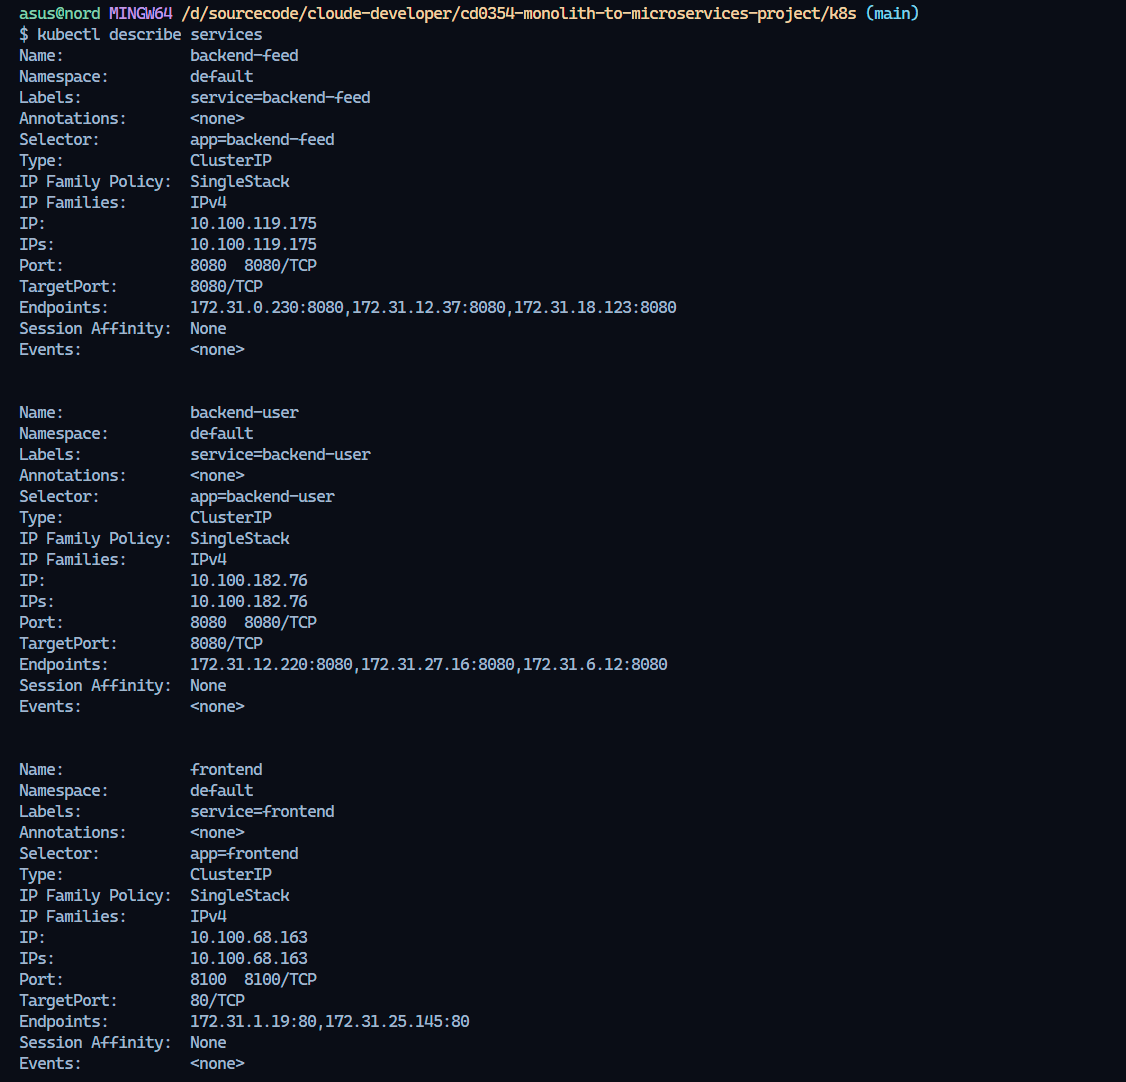 asus@nord MINGW64 /d/sourcecode/cloude-developer/cd0354-monolith-to-microservices-project/k8s (main)
$ kubectl describe services
Name:              backend-feed
Namespace:         default
Labels:            service=backend-feed
Annotations:       <none>
Selector:          app=backend-feed
Type:              ClusterIP
IP Family Policy:  SingleStack
IP Families:       IPv4
IP:                10.100.119.175
IPs:               10.100.119.175
Port:              8080  8080/TCP
TargetPort:        8080/TCP
Endpoints:         172.31.0.230:8080,172.31.12.37:8080,172.31.18.123:8080
Session Affinity:  None
Events:            <none>

Name:              backend-user
Namespace:         default
Labels:            service=backend-user
Annotations:       <none>
Selector:          app=backend-user
Type:              ClusterIP
IP Family Policy:  SingleStack
IP Families:       IPv4
IP:                10.100.182.76
IPs:               10.100.182.76
Port:              8080  8080/TCP
TargetPort:        8080/TCP
Endpoints:         172.31.12.220:8080,172.31.27.16:8080,172.31.6.12:8080
Session Affinity:  None
Events:            <none>

Name:              frontend
Namespace:         default
Labels:            service=frontend
Annotations:       <none>
Selector:          app=frontend
Type:              ClusterIP
IP Family Policy:  SingleStack
IP Families:       IPv4
IP:                10.100.68.163
IPs:               10.100.68.163
Port:              8100  8100/TCP
TargetPort:        80/TCP
Endpoints:         172.31.1.19:80,172.31.25.145:80
Session Affinity:  None
Events:            <none>